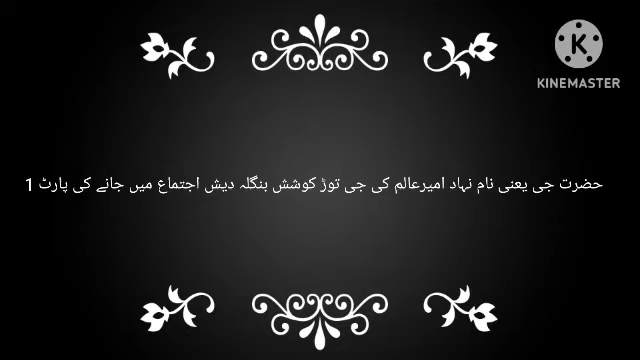 KINEMASTER
حضرت جی یعنی نام نہاد امیرعالم کی جی توڑ کوشش بنگلہ دیش اجتماع میں جانے کی پارٹ 1